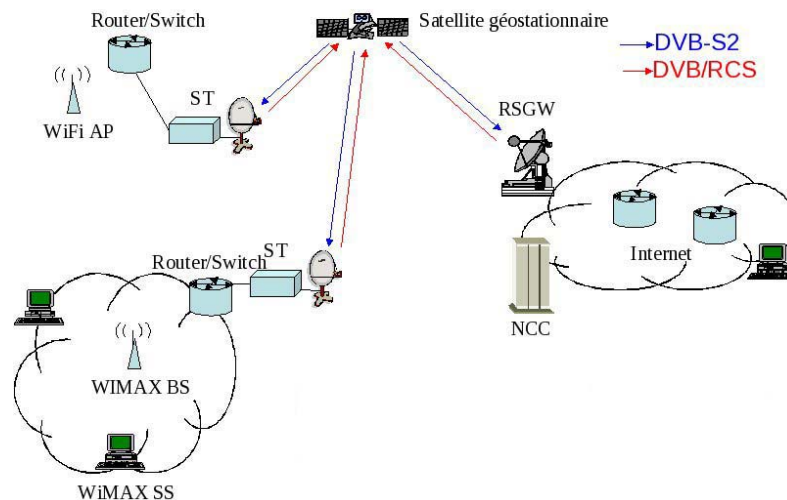 Router/Switch
Satellite géostationnaire
DVB-S2
DVB/RCS
ST
RSGW
WiFi AP
Router/Switch
ST
Internet
NCC
WIMAX BS
WiMAX SS